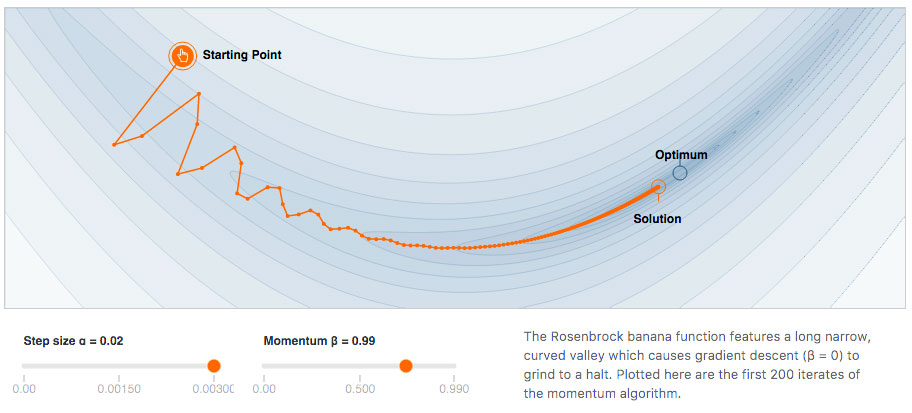 Starting Point
Optimum
Solution
Step size α = 0.02
0.00
0.00150
0.00300
Momentum β = 0.99
0.00
0.500
0.990
The Rosenbrock banana function features a long narrow,
curved valley which causes gradient descent (β = 0) to
grind to a halt. Plotted here are the first 200 iterates of
the momentum algorithm.